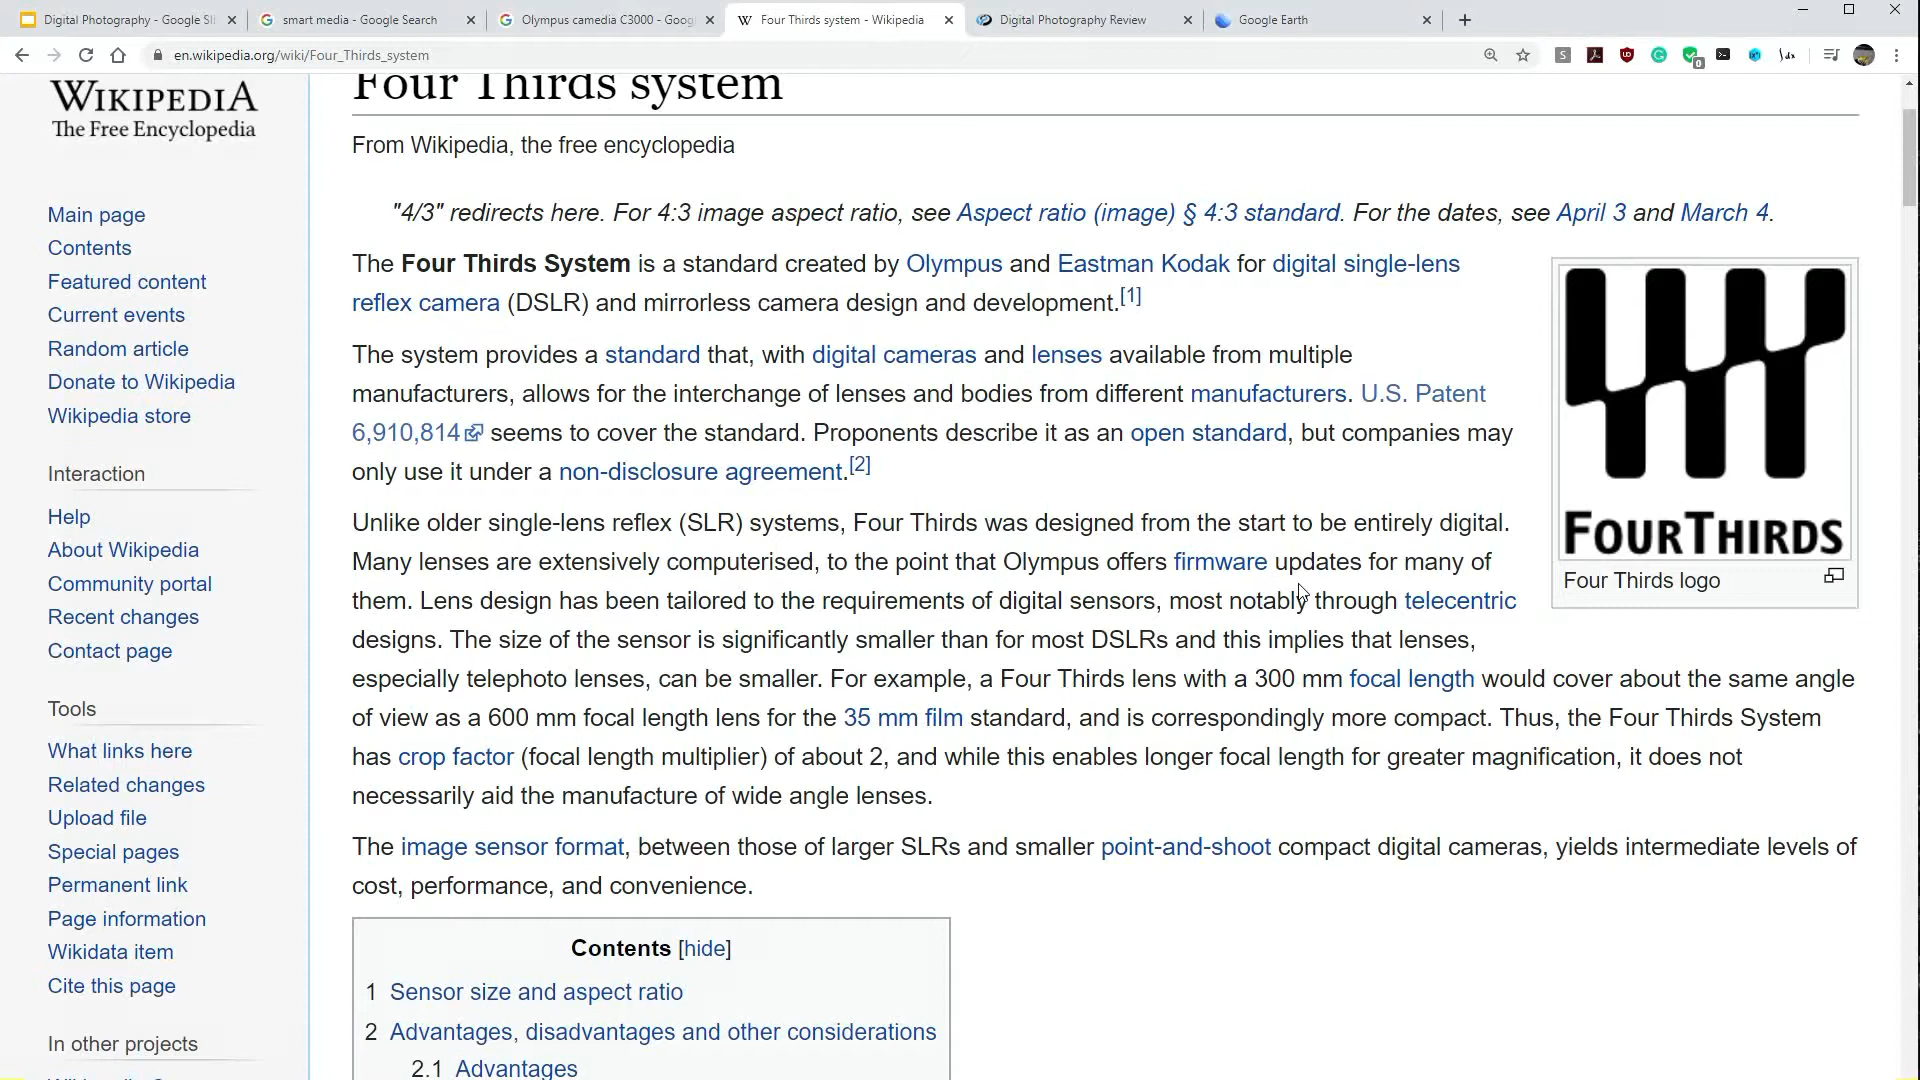 Digital Photography - Google Sl
smart media - Google Search
Olympus camedia C3000 - Goog
Four Thirds system - Wikipedia
Digital Photography Review
Google Earth
en.wikipedia.org/wiki/Four_Thirds_system
WIKIPEDIA
The Free Encyclopedia
Main page
Contents
Featured content
Current events
Random article
Donate to Wikipedia
Wikipedia store
Interaction
Help
About Wikipedia
Community portal
Recent changes
Contact page
Tools
What links here
Related changes
Upload file
Special pages
Permanent link
Page information
Wikidata item
Cite this page
In other projects
Four Thirds system
From Wikipedia, the free encyclopedia
"4/3" redirects here. For 4:3 image aspect ratio, see Aspect ratio (image) § 4:3 standard. For the dates, see April 3 and March 4.
The Four Thirds System is a standard created by Olympus and Eastman Kodak for digital single-lens
reflex camera (DSLR) and mirrorless camera design and development.[1]
The system provides a standard that, with digital cameras and lenses available from multiple
manufacturers, allows for the interchange of lenses and bodies from different manufacturers. U.S. Patent
6,910,814 seems to cover the standard. Proponents describe it as an open standard, but companies may
only use it under a non-disclosure agreement.[2]
Unlike older single-lens reflex (SLR) systems, Four Thirds was designed from the start to be entirely digital.
Many lenses are extensively computerised, to the point that Olympus offers firmware updates for many of
them. Lens design has been tailored to the requirements of digital sensors, most notably through telecentric
designs. The size of the sensor is significantly smaller than for most DSLRs and this implies that lenses,
especially telephoto lenses, can be smaller. For example, a Four Thirds lens with a 300 mm focal length would cover about the same angle
of view as a 600 mm focal length lens for the 35 mm film standard, and is correspondingly more compact. Thus, the Four Thirds System
has crop factor (focal length multiplier) of about 2, and while this enables longer focal length for greater magnification, it does not
necessarily aid the manufacture of wide angle lenses.
The image sensor format, between those of larger SLRs and smaller point-and-shoot compact digital cameras, yields intermediate levels of
cost, performance, and convenience.
FOURTHIRDS
Four Thirds logo
Contents [hide]
1 Sensor size and aspect ratio
2 Advantages, disadvantages and other considerations
2.1 Advantages